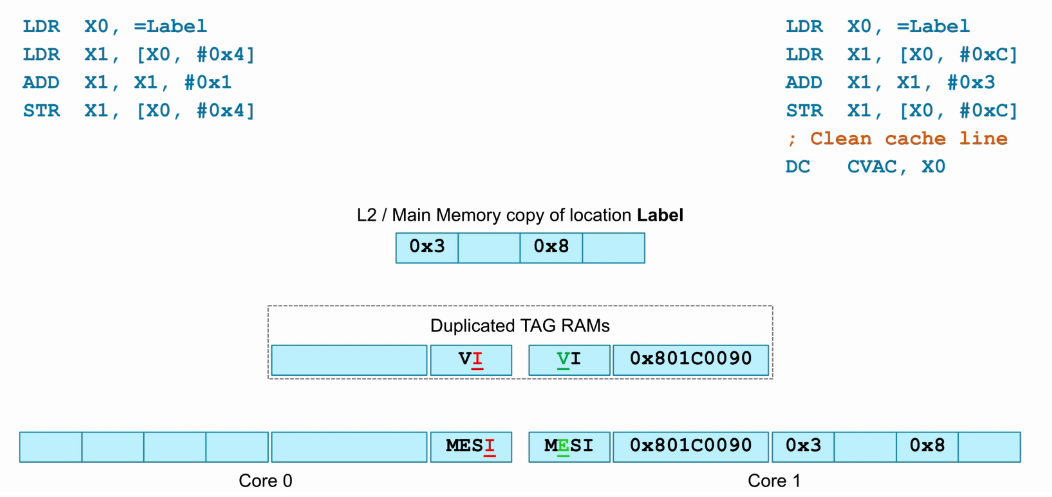 LDR X0, =Label
LDR X1, [X0, #0x4]
ADD X1, X1, #0x1
STR X1, [X0, #0x4]
LDR X0, =Label
LDR X1, [X0, #0xC]
ADD X1, X1, #0x3
STR X1, [X0, #0xC]
; Clean cache line
DC CVAC, X0
L2 / Main Memory copy of location Label
0x3 0x8
Duplicated TAG RAMs
VI VI 0x801C0090
MESI MESI 0x801C0090 0x3 0x8
Core 0 Core 1